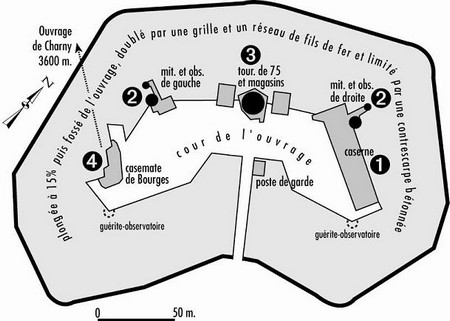 Ouvrage
de Charny
3600 m.
N
plongée à 15% puis fossé de l'ouvrage, doublé par une grille et un réseau de fils de fer et limité par une contrescarpe bétonnée
mit. et obs.
de gauche
2
3
tour. de 75
et magasins
mit. et obs.
de droite
2
4
casemate
de Bourges
cour de l'ouvrage
caserne
1
poste de garde
guérite-observatoire
guérite-observatoire
0 50 m.